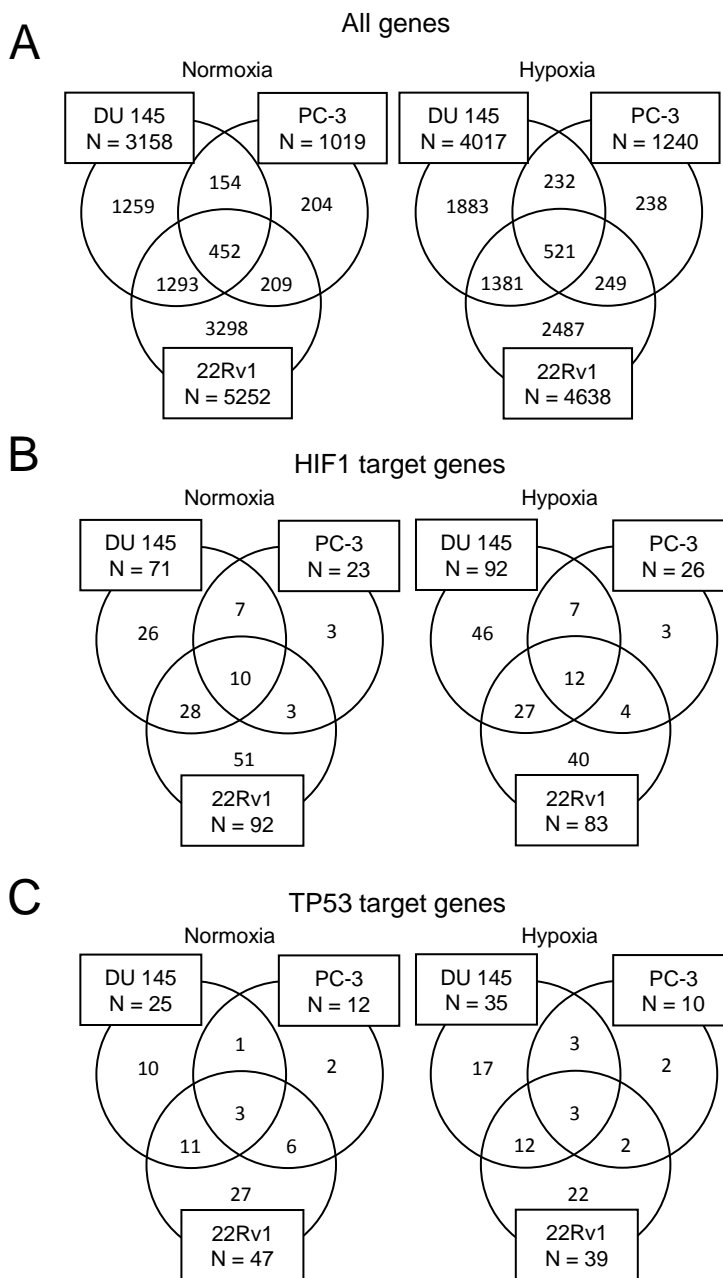 A
All genes
Normoxia
DU 145
N = 3158
PC-3
N = 1019
154
1259
204
452
1293
209
3298
22Rv1
N = 5252
Hypoxia
DU 145
N = 4017
PC-3
N = 1240
232
1883
238
521
1381
249
2487
22Rv1
N = 4638
B
HIF1 target genes
Normoxia
DU 145
N = 71
PC-3
N = 23
7
26
3
10
28
3
51
22Rv1
N = 92
Hypoxia
DU 145
N = 92
PC-3
N = 26
7
46
3
12
27
4
40
22Rv1
N = 83
C
TP53 target genes
Normoxia
DU 145
N = 25
PC-3
N = 12
1
10
2
3
11
6
27
22Rv1
N = 47
Hypoxia
DU 145
N = 35
PC-3
N = 10
3
17
2
3
12
2
22
22Rv1
N = 39